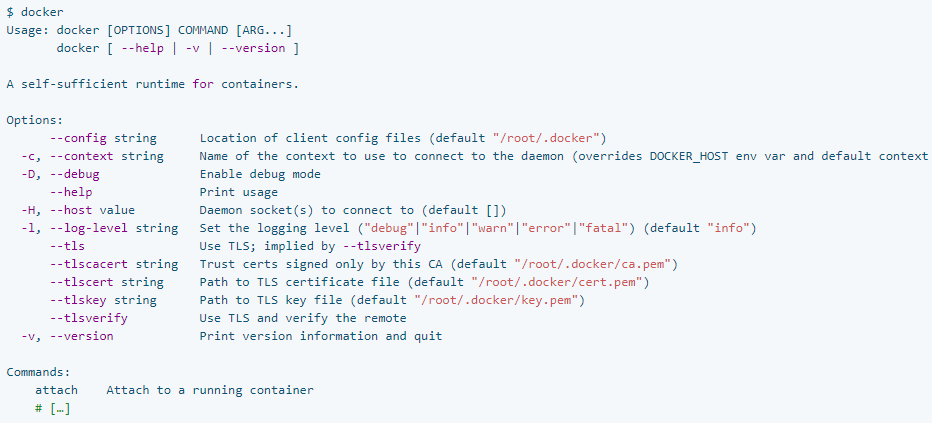 $ docker
Usage: docker [OPTIONS] COMMAND [ARG...]
       docker [ --help | -v | --version ]

A self-sufficient runtime for containers.

Options:
      --config string      Location of client config files (default "/root/.docker")
  -c, --context string     Name of the context to use to connect to the daemon (overrides DOCKER_HOST env var and default context
  -D, --debug              Enable debug mode
      --help               Print usage
  -H, --host value         Daemon socket(s) to connect to (default [])
  -l, --log-level string   Set the logging level ("debug"|"info"|"warn"|"error"|"fatal") (default "info")
      --tls                Use TLS; implied by --tlsverify
      --tlscacert string   Trust certs signed only by this CA (default "/root/.docker/ca.pem")
      --tlscert string     Path to TLS certificate file (default "/root/.docker/cert.pem")
      --tlskey string      Path to TLS key file (default "/root/.docker/key.pem")
      --tlsverify          Use TLS and verify the remote
  -v, --version            Print version information and quit

Commands:
    attach    Attach to a running container
    # […]